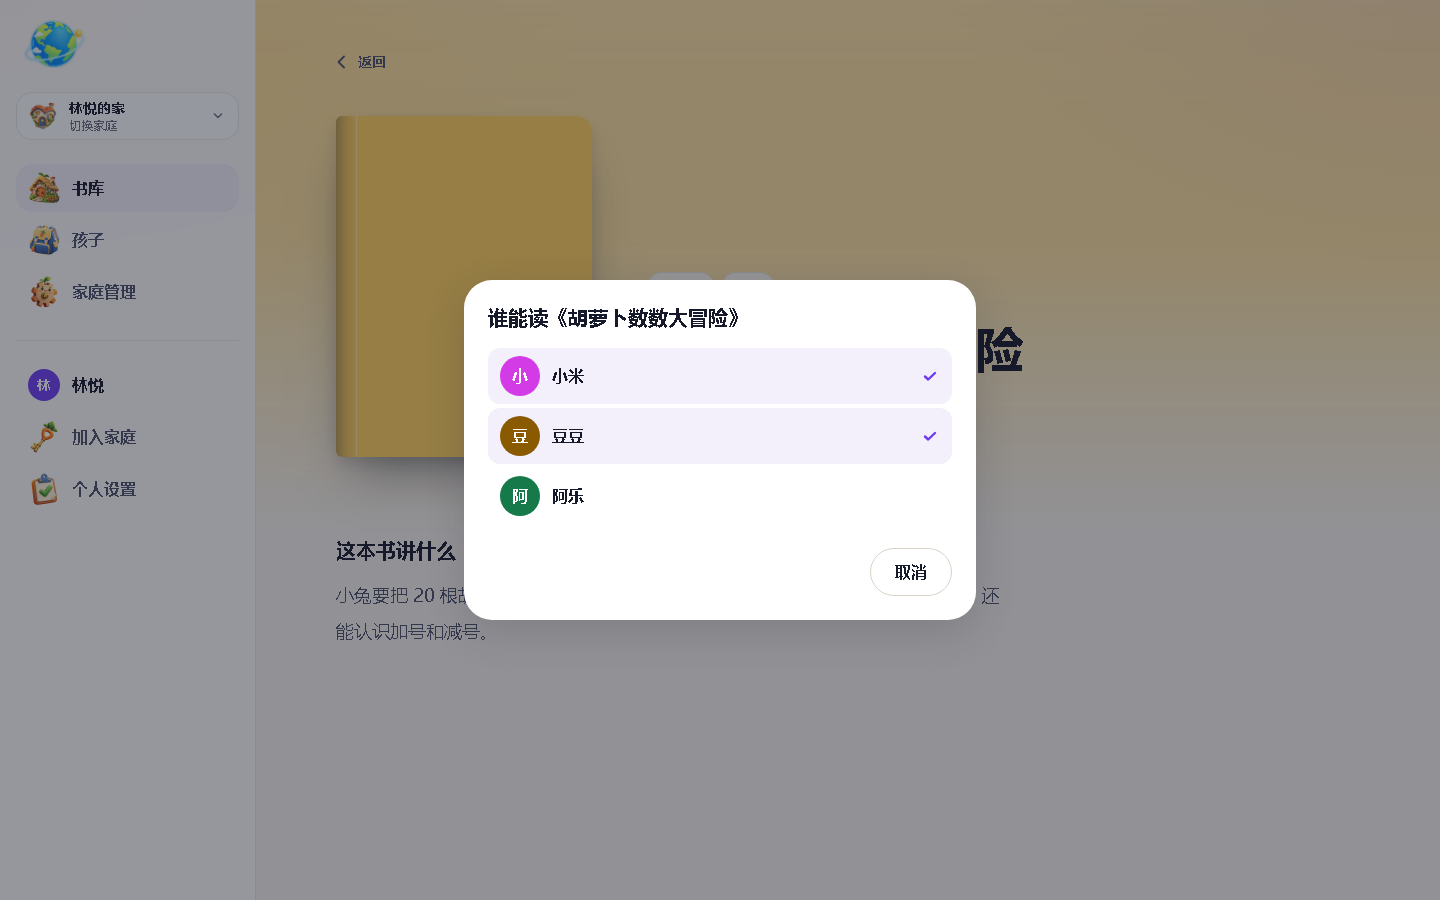 林悦的家
切换家庭
书库
孩子
家庭管理
林
林悦
加入家庭
个人设置
返回
险
这本书讲什么
小兔要把 20 根
还
能认识加号和减号。
谁能读《胡萝卜数数大冒险》
小
小米
豆
豆豆
阿
阿乐
取消